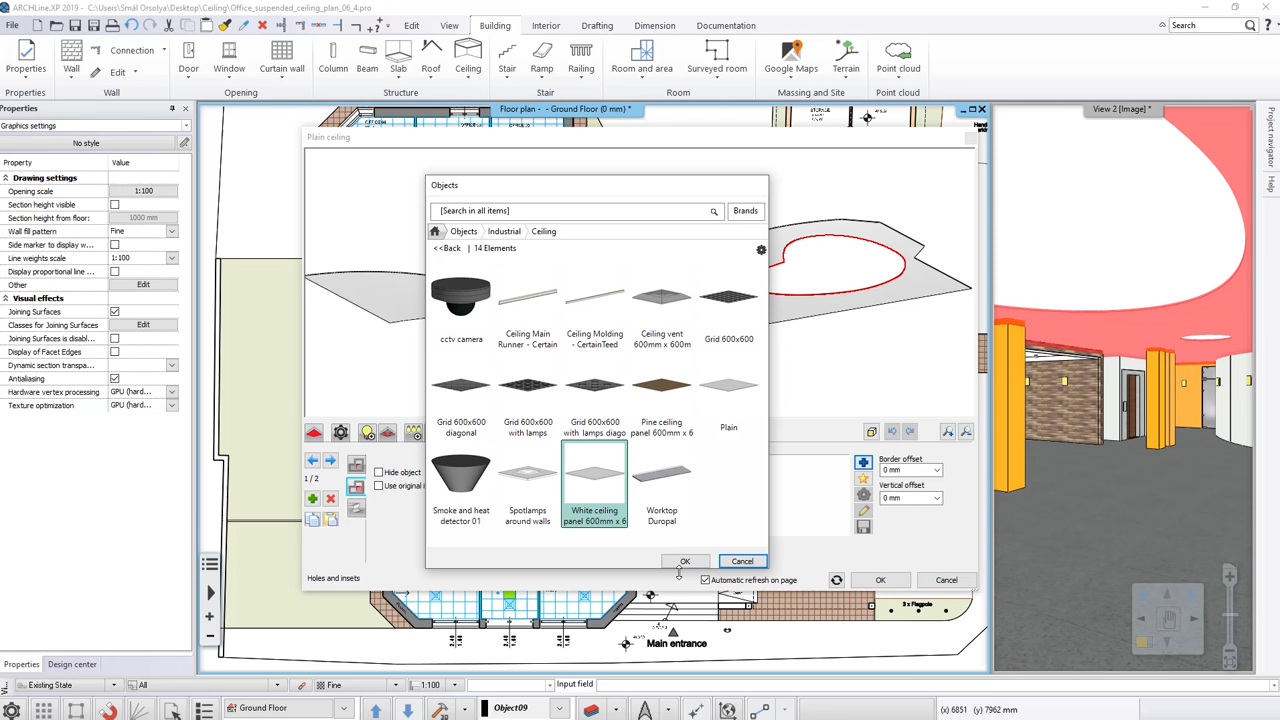 ARCHLine.XP 2019 - C:\Users\Smál Orsolya\Desktop\Ceiling\Office_suspended_ceiling_plan_06_4.pro
File
Edit View Building Interior Drafting Dimension Documentation
Search
Properties Wall Connection Edit Door Window Curtain wall Column Beam Slab Roof Ceiling Stair Ramp Railing Room and area Surveyed room Google Maps Terrain Point cloud
Properties Wall Opening Structure Stair Room Massing and Site Point cloud
Properties
Graphics settings
No style
Property Value
Drawing settings
Opening scale 1:100
Section height visible
Section height from floor: 1000 mm
Wall fill pattern Fine
Side marker to display w...
Line weights scale 1:100
Display proportional line
Other Edit
Visual effects
Joining Surfaces
Classes for Joining Surfaces Edit
Joining Surfaces is disabl...
Display of Facet Edges
Dynamic section transpa...
Antialiasing
Hardware vertex processing GPU (hard...
Texture optimization GPU (hard...
Properties Design center
Floor plan - - Ground Floor (0 mm) *
View 2 [Image] *
Project navigator
Help
Plain ceiling
Objects
[Search in all items]
Brands
Objects Industrial Ceiling
<<Back | 14 Elements
cctv camera
Ceiling Main Runner - Certain
Ceiling Molding - CertainTeed
Ceiling vent 600mm x 600m
Grid 600x600
Grid 600x600 diagonal
Grid 600x600 with lamps
Grid 600x600 with lamps diago
Pine ceiling panel 600mm x 6
Plain
Smoke and heat detector 01
Spotlamps around walls
White ceiling panel 600mm x 6
Worktop Duropal
OK Cancel
1 / 2
Hide object
Use original
Border offset
0 mm
Vertical offset
0 mm
Holes and insets
Automatic refresh on page
OK Cancel
3 x Flagpole
Main entrance
Existing State All Fine 1:100 Input field
Ground Floor Object09 (x) 6851 (y) 7962 mm